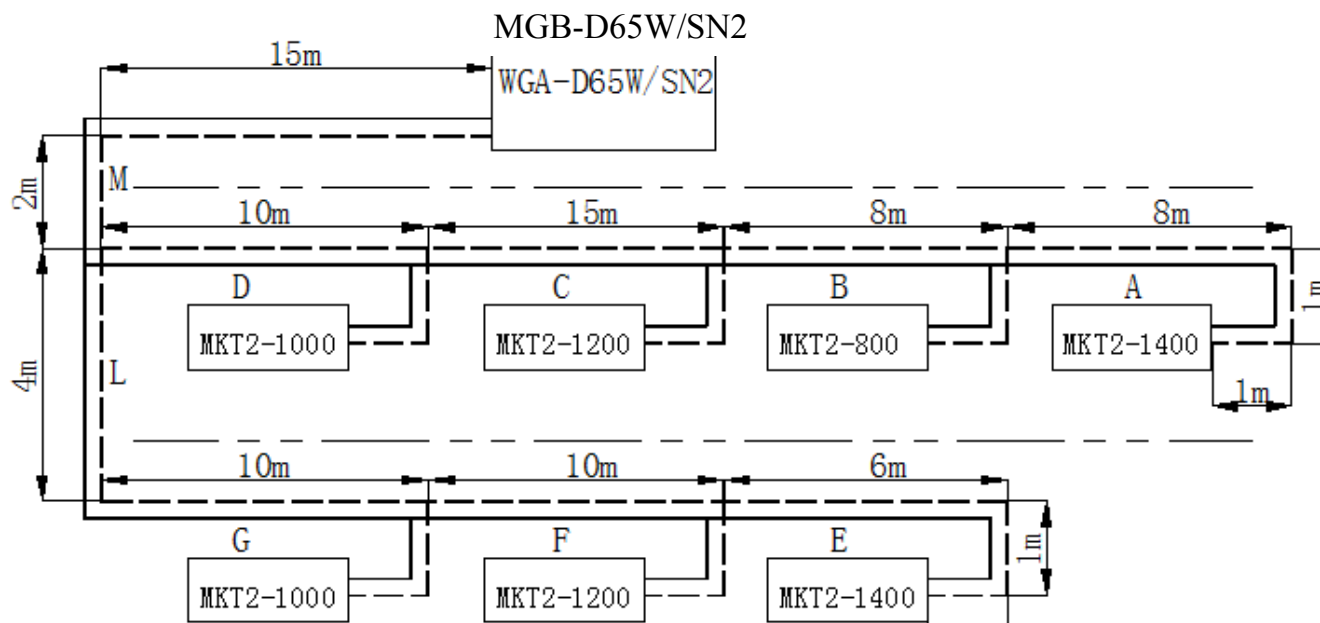 MGB-D65W/SN2
15m
WGA-D65W/SN2
2m
M
10m 15m 8m 8m
D C B A
MKT2-1000 MKT2-1200 MKT2-800 MKT2-1400
1m
4m
L
1m
10m 10m 6m
G F E
MKT2-1000 MKT2-1200 MKT2-1400
1m